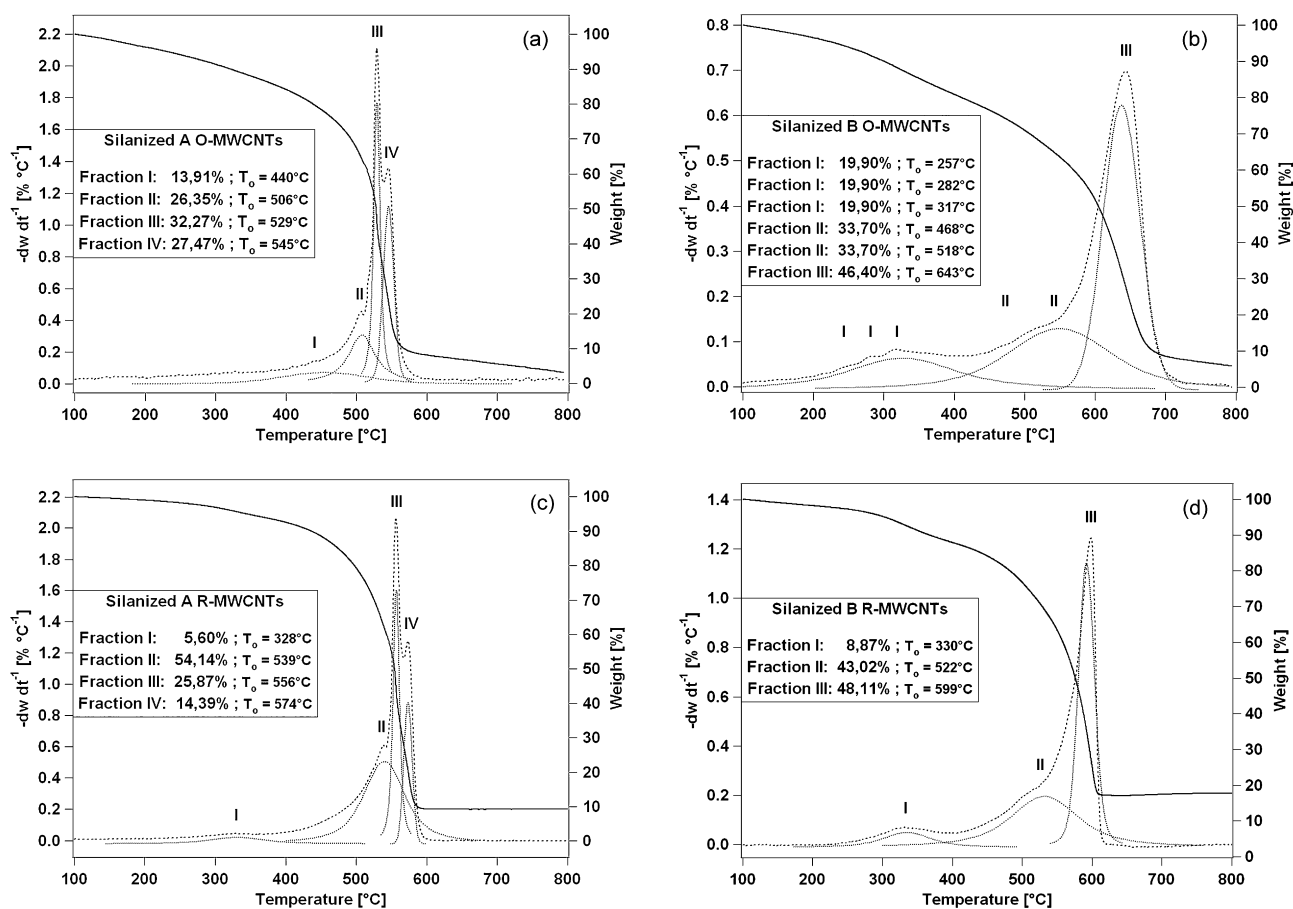 (a)
III
IV
II
I
2.2
2.0
1.8
1.6
1.4
1.2
1.0
0.8
0.6
0.4
0.2
0.0
-dw dt⁻¹ [% °C⁻¹]
Silanized A O-MWCNTs
Fraction I: 13,91% ; To = 440°C
Fraction II: 26,35% ; To = 506°C
Fraction III: 32,27% ; To = 529°C
Fraction IV: 27,47% ; To = 545°C
100
90
80
70
60
50
40
30
20
10
0
Weight [%]
100 200 300 400 500 600 700 800
Temperature [°C]
(b)
III
II II
I I I
0.8
0.7
0.6
0.5
0.4
0.3
0.2
0.1
0.0
-dw dt⁻¹ [% °C⁻¹]
Silanized B O-MWCNTs
Fraction I: 19,90% ; To = 257°C
Fraction I: 19,90% ; To = 282°C
Fraction I: 19,90% ; To = 317°C
Fraction II: 33,70% ; To = 468°C
Fraction II: 33,70% ; To = 518°C
Fraction III: 46,40% ; To = 643°C
100
90
80
70
60
50
40
30
20
10
0
Weight [%]
100 200 300 400 500 600 700 800
Temperature [°C]
(c)
III
IV
II
I
2.2
2.0
1.8
1.6
1.4
1.2
1.0
0.8
0.6
0.4
0.2
0.0
-dw dt⁻¹ [% °C⁻¹]
Silanized A R-MWCNTs
Fraction I: 5,60% ; To = 328°C
Fraction II: 54,14% ; To = 539°C
Fraction III: 25,87% ; To = 556°C
Fraction IV: 14,39% ; To = 574°C
100
90
80
70
60
50
40
30
20
10
0
Weight [%]
100 200 300 400 500 600 700 800
Temperature [°C]
(d)
III
II
I
1.4
1.2
1.0
0.8
0.6
0.4
0.2
0.0
-dw dt⁻¹ [% °C⁻¹]
Silanized B R-MWCNTs
Fraction I: 8,87% ; To = 330°C
Fraction II: 43,02% ; To = 522°C
Fraction III: 48,11% ; To = 599°C
100
90
80
70
60
50
40
30
20
10
0
Weight [%]
100 200 300 400 500 600 700 800
Temperature [°C]